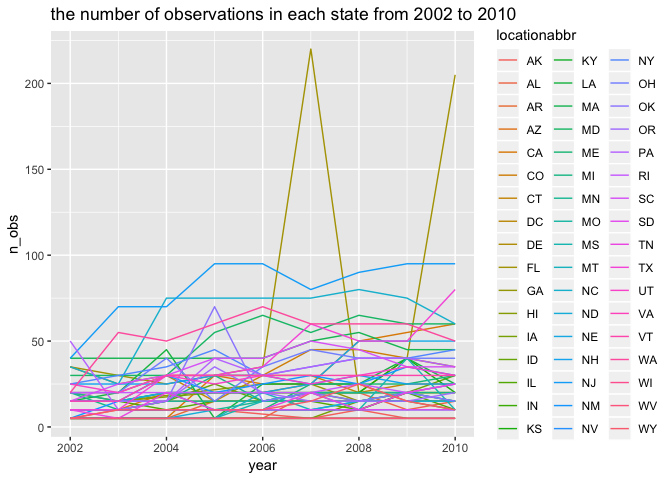 the number of observations in each state from 2002 to 2010
n_obs
200
150
100
50
0
2002 2004 2006 2008 2010
year
locationabbr
AK KY NY
AL LA OH
AR MA OK
AZ MD OR
CA ME PA
CO MI RI
CT MN SC
DC MO SD
DE MS TN
FL MT TX
GA NC UT
HI ND VA
IA NE VT
ID NH WA
IL NJ WI
IN NM WV
KS NV WY